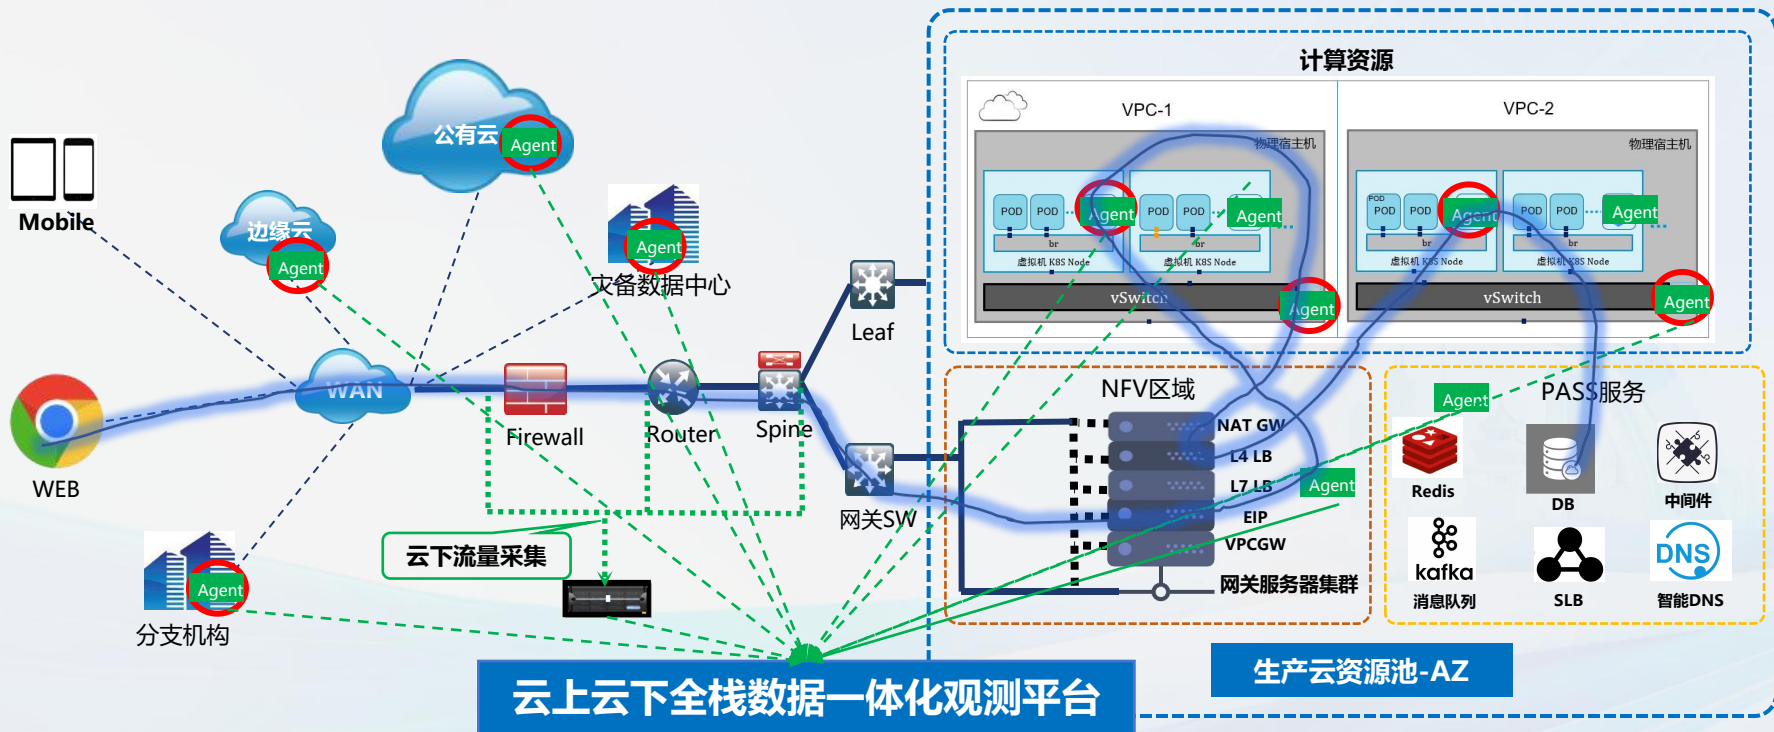 计算资源
VPC-1
VPC-2
物理宿主机
物理宿主机
POD
POD
Agent
POD
POD
Agent
br
br
虚拟机 K8S Node
虚拟机 K8S Node
vSwitch
Agent
POD
POD
POD
Agent
POD
POD
Agent
br
br
虚拟机 K8S Node
虚拟机 K8S Node
vSwitch
Agent
公有云
Agent
Mobile
边缘云
Agent
Agent
灾备数据中心
Leaf
WAN
Firewall
Router
Spine
WEB
网关SW
云下流量采集
Agent
分支机构
NFV区域
NAT GW
L4 LB
L7 LB
Agent
EIP
VPCGW
网关服务器集群
PASS服务
Agent
Redis
DB
中间件
kafka
消息队列
SLB
DNS
智能DNS
生产云资源池-AZ
云上云下全栈数据一体化观测平台